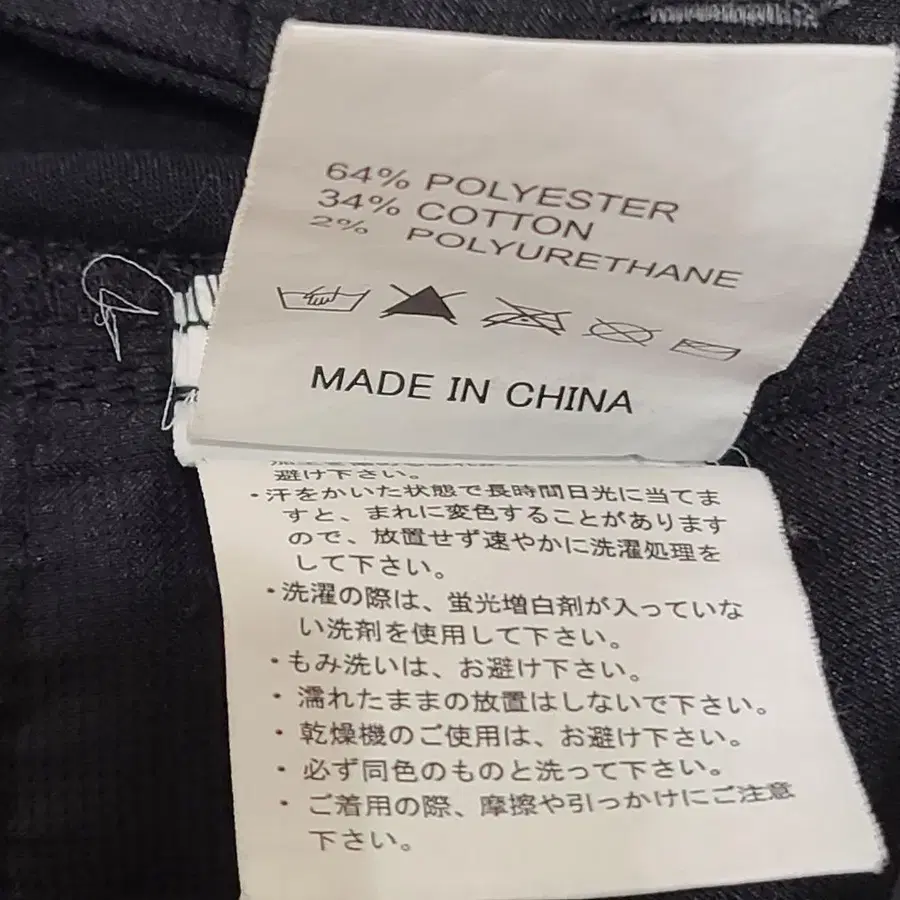 64% POLYESTER
34% COTTON
2% POLYURETHANE
MADE IN CHINA
避け下さい。
・汗をかいた状態で長時間日光に当てま
すと、まれに変色することがあります
ので、放置せず速やかに洗濯処理を
して下さい。
・洗濯の際は、蛍光増白剤が入っていな
い洗剤を使用して下さい。
・もみ洗いは、お避け下さい。
・濡れたままの放置はしないで下さい。
・乾燥機のご使用は、お避け下さい。
・必ず同色のものと洗って下さい。
・ご着用の際、摩擦や引っかけにご注意
下さい。